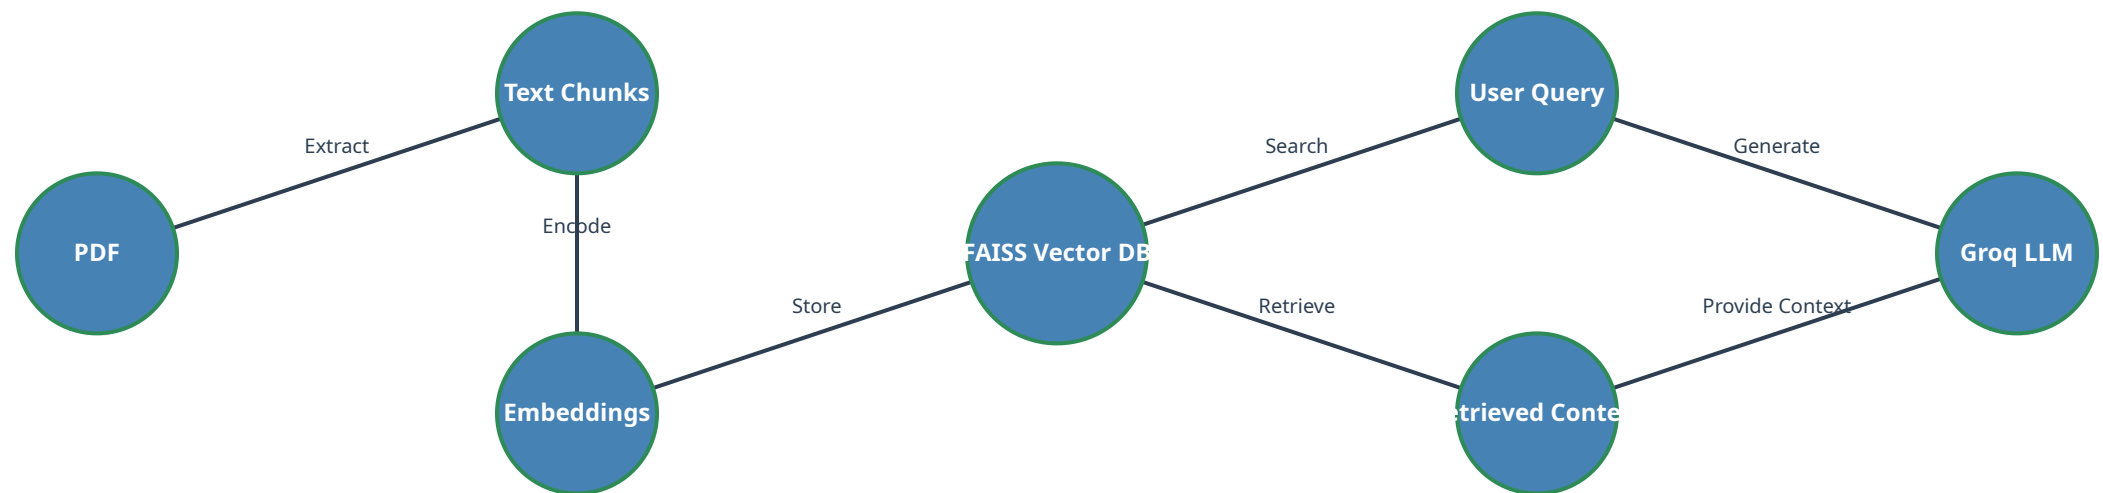 Text Chunks
User Query
Extract
Search
Generate
Encode
PDF
FAISS Vector DB
Groq LLM
Store
Retrieve
Provide Context
Embeddings
etrieved Conte